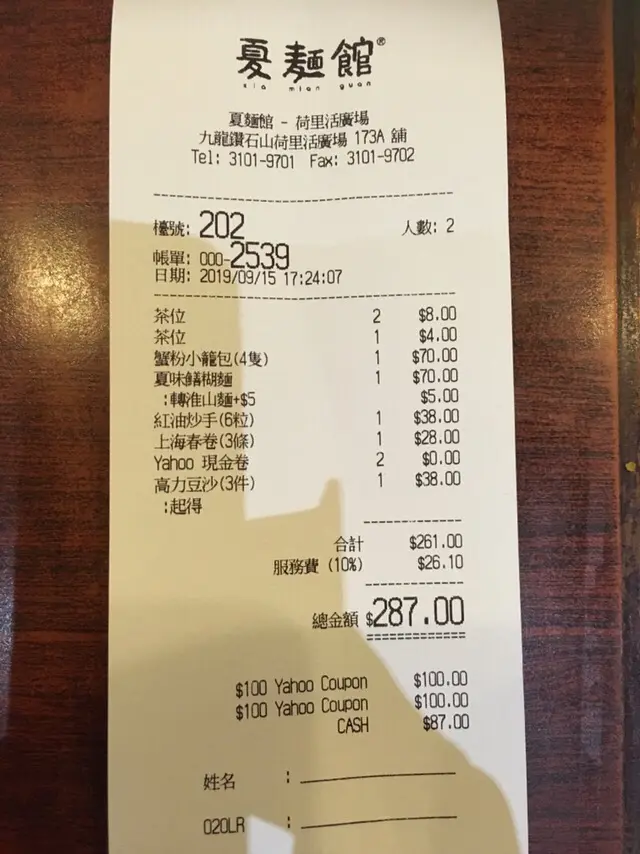 夏麵館®
xia mian guan
夏麵館 - 荷里活廣場
九龍鑽石山荷里活廣場 173A 舖
Tel: 3101-9701 Fax: 3101-9702
檯號: 202 人數: 2
帳單: 000-2539
日期: 2019/09/15 17:24:07
茶位 2 $8.00
茶位 1 $4.00
蟹粉小籠包(4隻) 1 $70.00
夏味鱔糊麵 1 $70.00
:轉淮山麵+$5 $5.00
紅油炒手(6粒) 1 $38.00
上海春卷(3條) 1 $28.00
Yahoo 現金卷 2 $0.00
高力豆沙(3件) 1 $38.00
:起得
合計 $261.00
服務費 (10%) $26.10
總金額 $287.00
$100 Yahoo Coupon $100.00
$100 Yahoo Coupon $100.00
CASH $87.00
姓名 :
020LR :